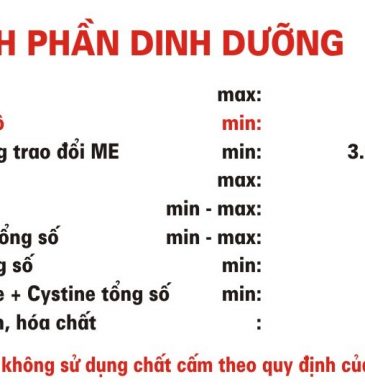 H PHẦN DINH DƯỠNG
max:
ô min:
g trao đổi ME min: 3.
max:
min - max:
ổng số min - max:
g số min:
e + Cystine tổng số min:
n, hóa chất :
không sử dụng chất cấm theo quy định củ